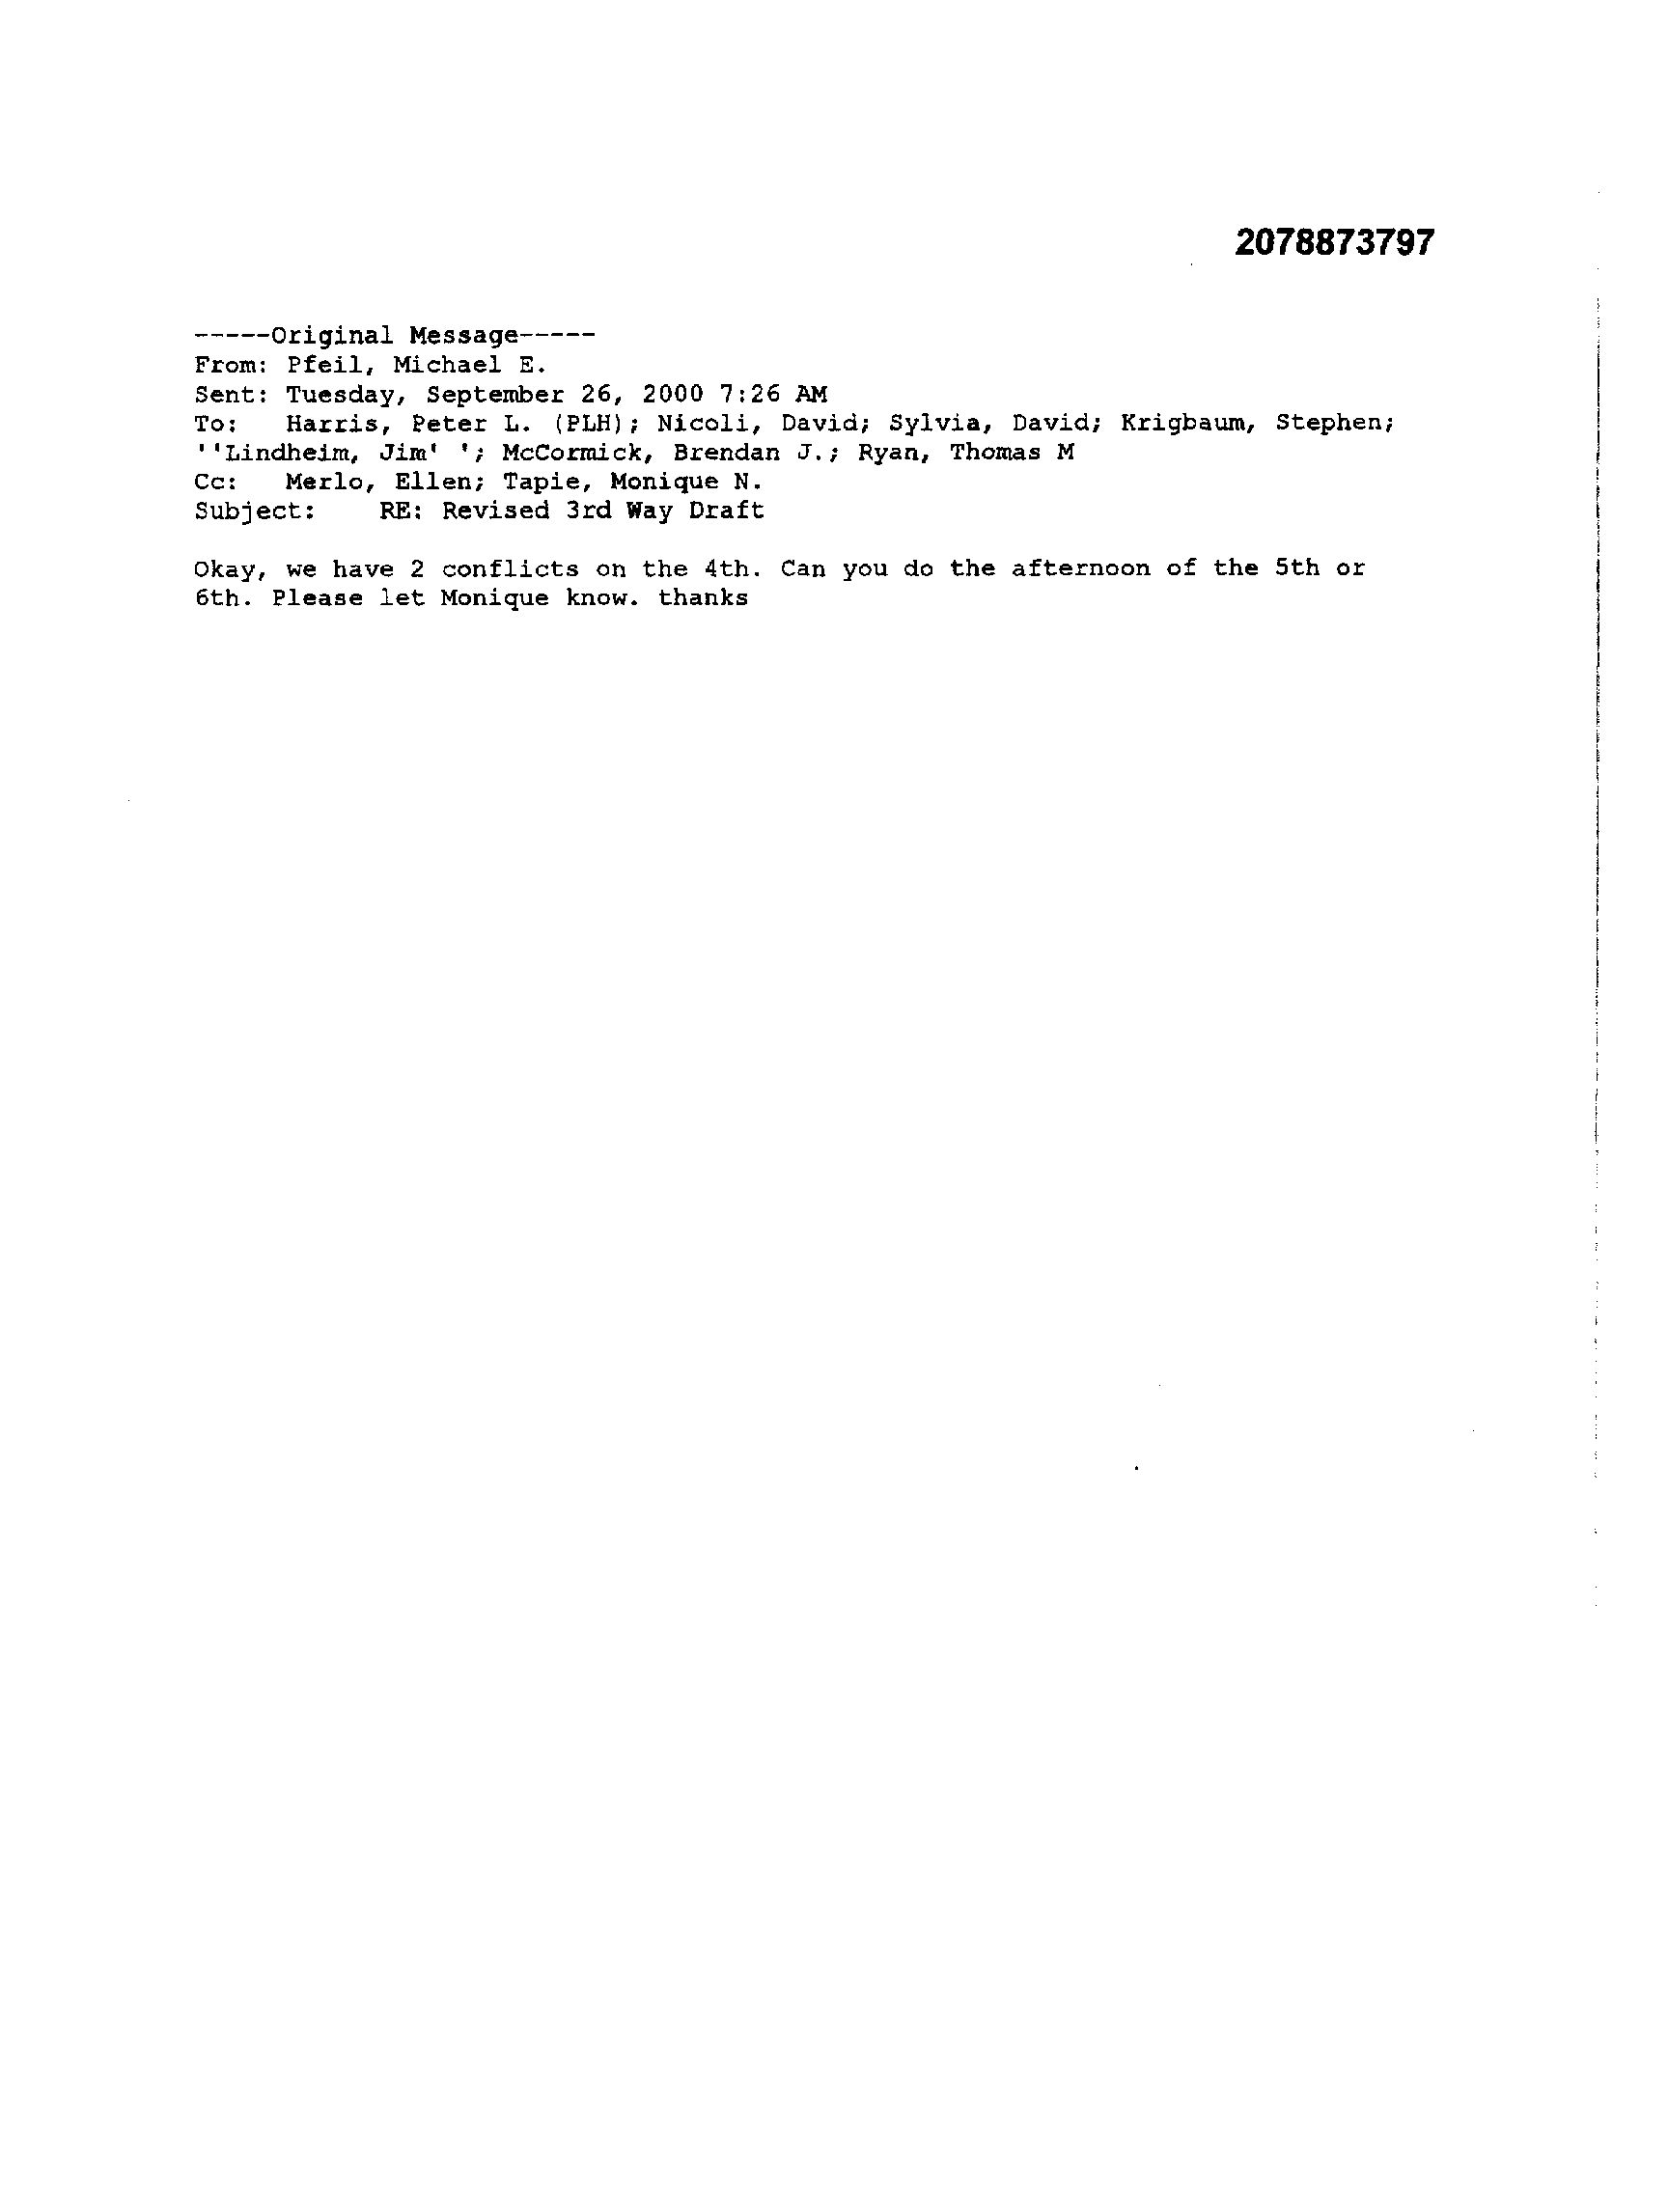 2078873797
-----Original Message-----
From: Pfeil, Michael E.
Sent: Tuesday, September 26, 2000 7:26 AM
To: Harris, Peter L. (PLH); Nicoli, David; Sylvia, David; Krigbaum, Stephen;
''Lindheim, Jim' '; McCormick, Brendan J.; Ryan, Thomas M
Cc: Merlo, Ellen; Tapie, Monique N.
Subject: RE: Revised 3rd Way Draft
Okay, we have 2 conflicts on the 4th. Can you do the afternoon of the 5th or
6th. Please let Monique know. thanks